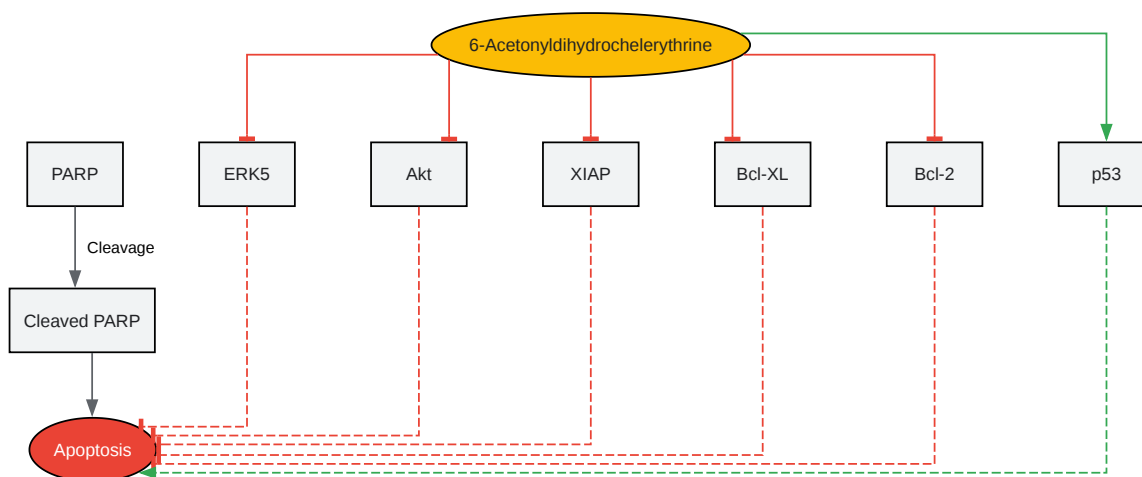 6-Acetonyldihydrochelerythrine
PARP
ERK5
Akt
XIAP
Bcl-XL
Bcl-2
p53
Cleavage
Cleaved PARP
Apoptosis